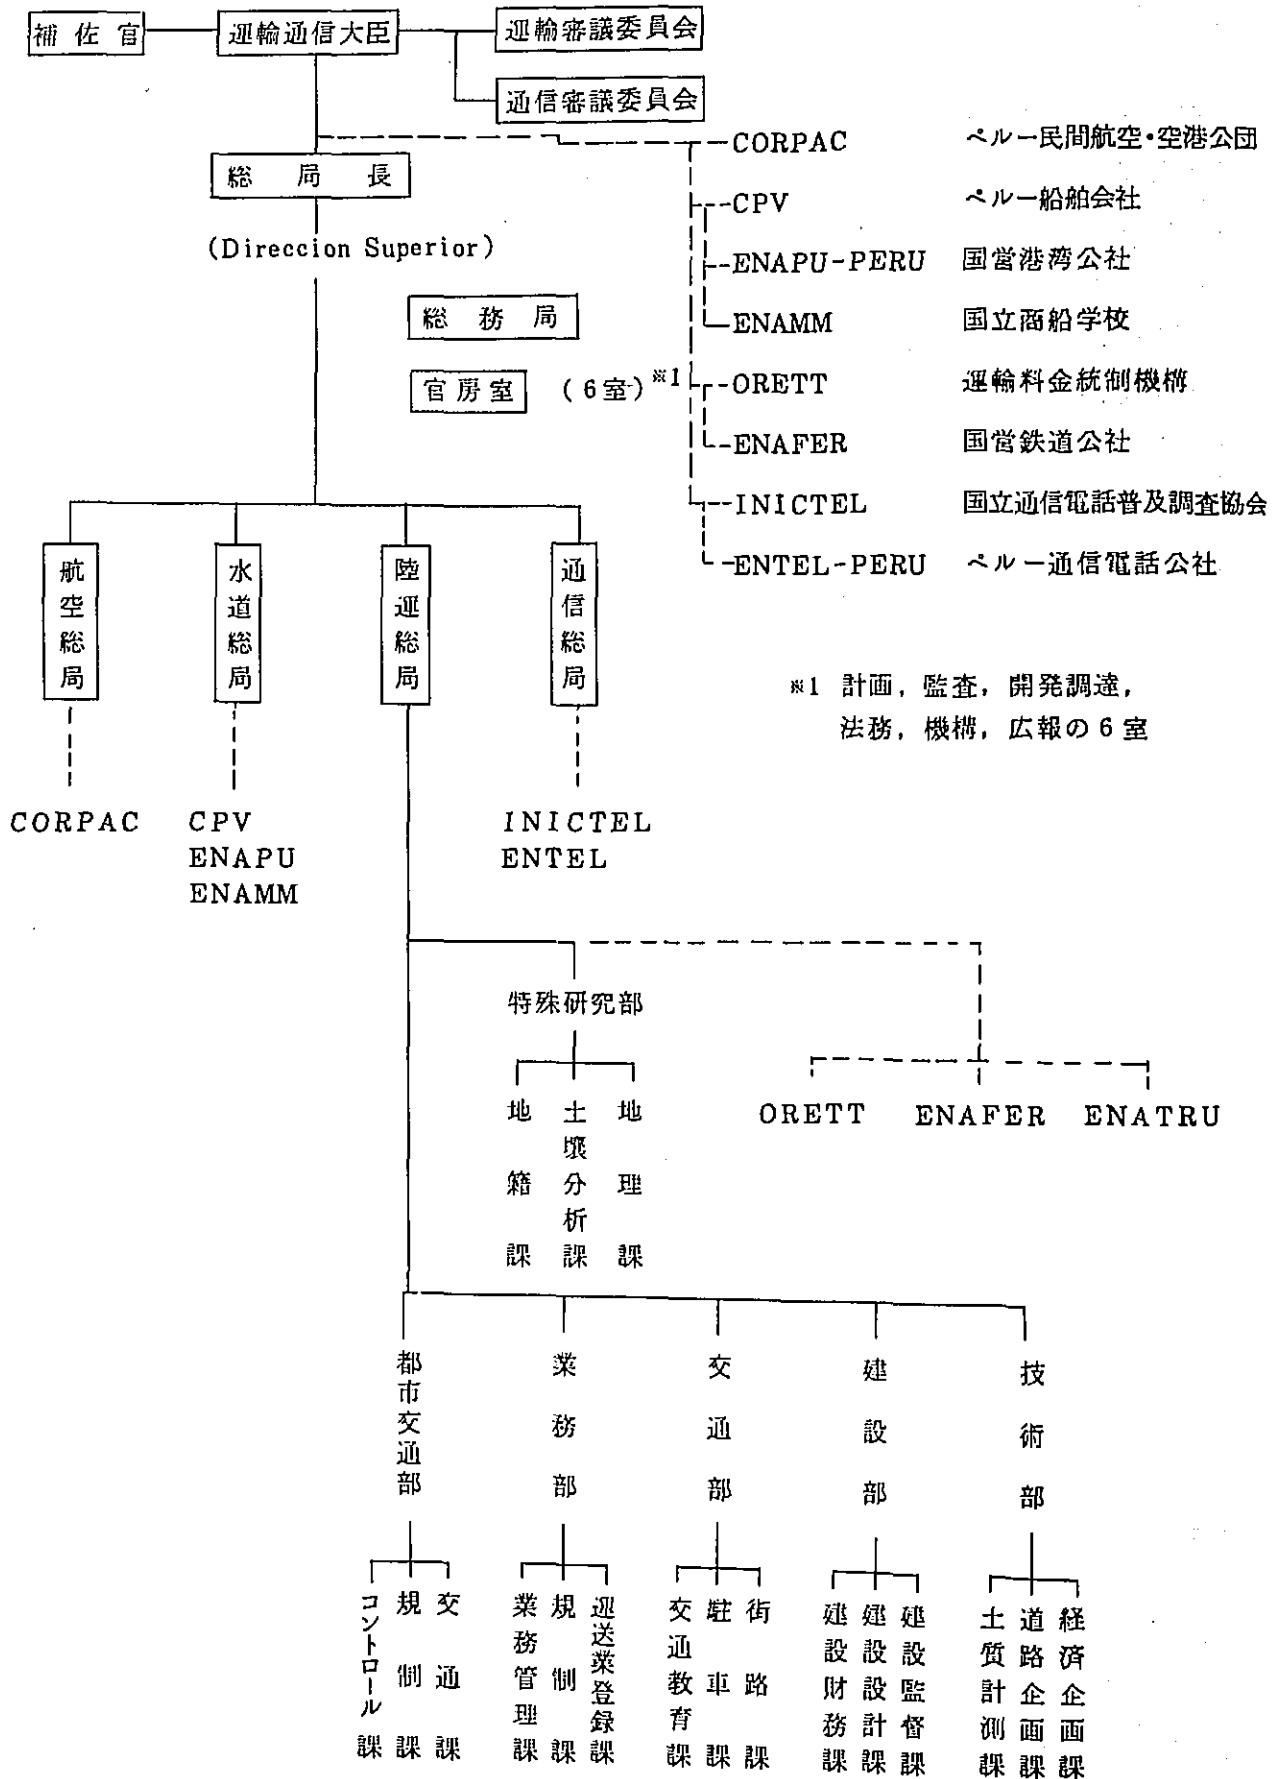 補佐官
運輸通信大臣
運輸審議委員会
通信審議委員会
総局長
(Direccion Superior)
総務局
官房室 (6室)※1
CORPAC ペルー民間航空・空港公団
CPV ペルー船舶会社
ENAPU-PERU 国営港湾公社
ENAMM 国立商船学校
ORETT 運輸料金統制機構
ENAFER 国営鉄道公社
INICTEL 国立通信電話普及調査協会
ENTEL-PERU ペルー通信電話公社
※1 計画，監査，開発調達，
法務，機構，広報の6室
航空総局
水道総局
陸運総局
通信総局
CORPAC
CPV
ENAPU
ENAMM
INICTEL
ENTEL
特殊研究部
地籍課
土壌分析課
地理課
ORETT
ENAFER
ENATRU
都市交通部
業務部
交通部
建設部
技術部
コントロール課
規制課
交通課
業務管理課
規制課
運送業登録課
交通教育課
駐車課
街路課
建設財務課
建設設計課
建設監督課
土質計測課
道路企画課
経済企画課